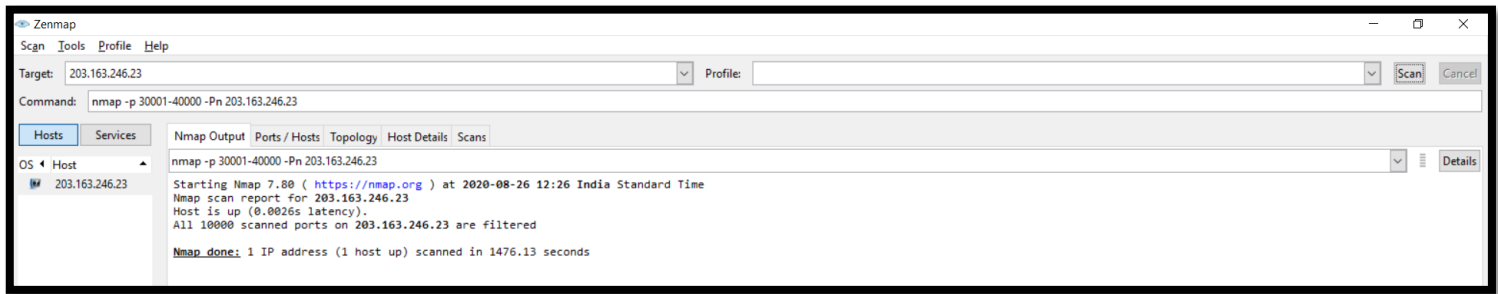 Zenmap
Scan Tools Profile Help
Target: 203.163.246.23 Profile: Scan Cancel
Command: nmap -p 30001-40000 -Pn 203.163.246.23
Hosts Services Nmap Output Ports / Hosts Topology Host Details Scans
OS Host nmap -p 30001-40000 -Pn 203.163.246.23 Details
203.163.246.23
Starting Nmap 7.80 ( https://nmap.org ) at 2020-08-26 12:26 India Standard Time
Nmap scan report for 203.163.246.23
Host is up (0.0026s latency).
All 10000 scanned ports on 203.163.246.23 are filtered
Nmap done: 1 IP address (1 host up) scanned in 1476.13 seconds